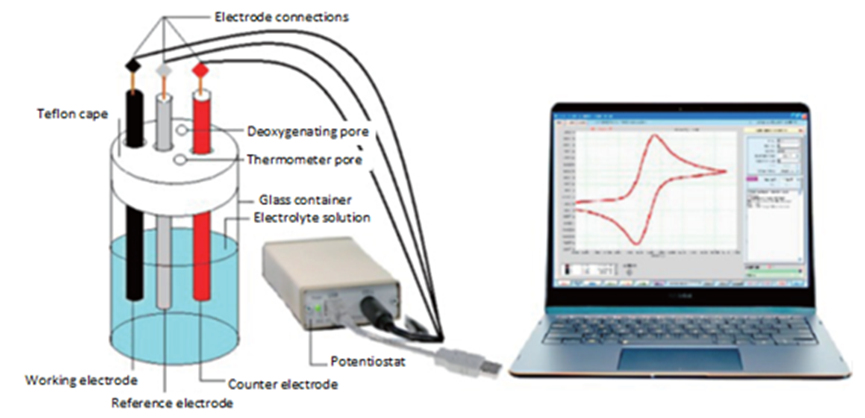 Electrode connections
Teflon cape
Deoxygenating pore
Thermometer pore
Glass container
Electrolyte solution
Potentiostat
Working electrode
Counter electrode
Reference electrode